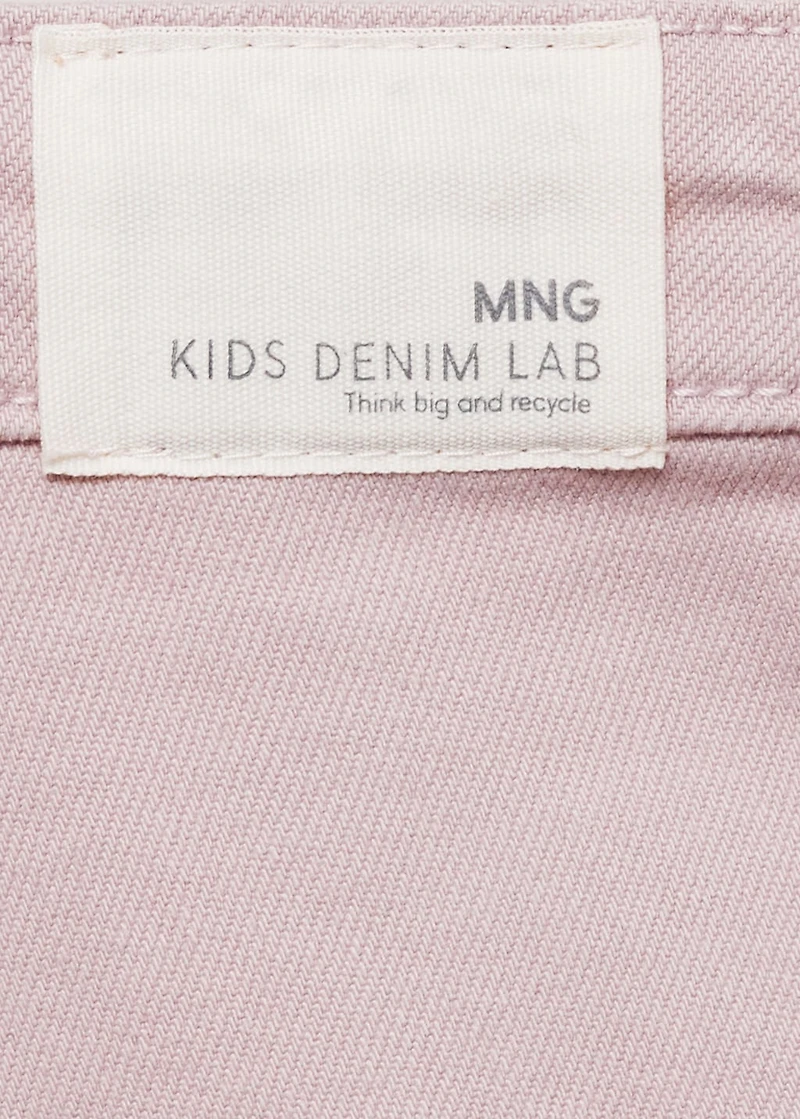 MNG
KIDS DENIM LAB
Think big and recycle